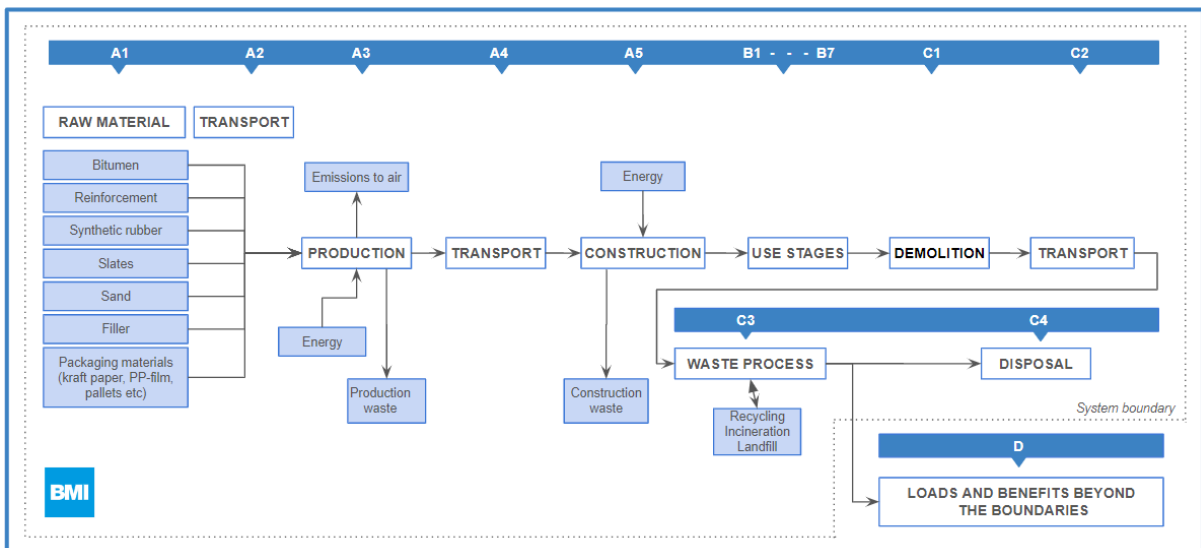 A1 A2 A3 A4 A5 B1 - - - B7 C1 C2
RAW MATERIAL
TRANSPORT
Bitumen
Reinforcement
Synthetic rubber
Slates
Sand
Filler
Packaging materials
(kraft paper, PP-film,
pallets etc)
Emissions to air
PRODUCTION
Energy
Production
waste
TRANSPORT
Energy
CONSTRUCTION
Construction
waste
USE STAGES
DEMOLITION
TRANSPORT
C3 C4
WASTE PROCESS
DISPOSAL
Recycling
Incineration
Landfill
System boundary
D
LOADS AND BENEFITS BEYOND
THE BOUNDARIES
BMI